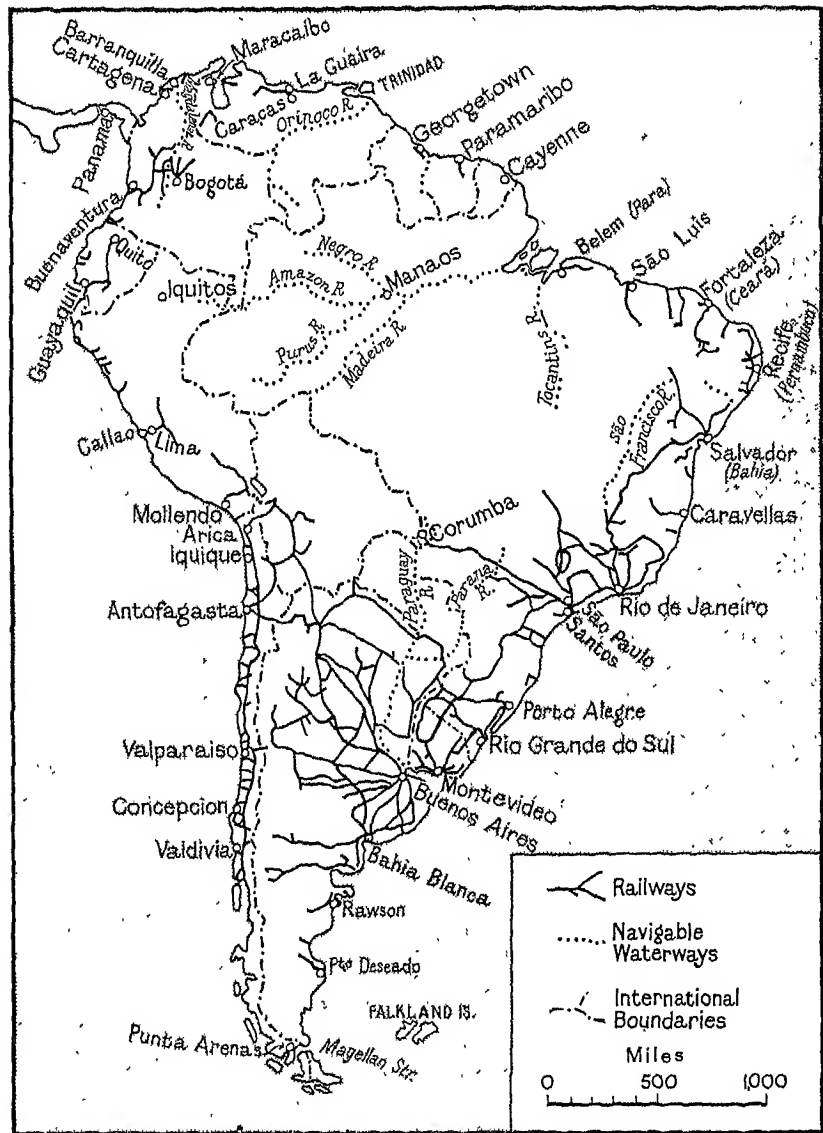 Barranquilla
Cartagena
Maracaibo
La Guaira
TRINIDAD
Caracas
Orinoco R.
Georgetown
Paramaribo
Cayenne
Panama
Bogotá
Buenaventura
Quito
Guayaquil
Iquitos
Negro R.
Amazon R.
Manaos
Purus R.
Madeira R.
Belem (Para)
São Luis
Fortaleza
(Ceará)
Recife
(Pernambuco)
Tocantins R.
São
Francisco R.
Salvador
(Bahia)
Callao
Lima
Mollendo
Arica
Iquique
Corumba
Caravellas
Paraguay
R.
Parana
R.
Antofagasta
Rio de Janeiro
São Paulo
Santos
Porto Alegre
Rio Grande do Sul
Valparaiso
Montevideo
Buenos Aires
Concepcion
Valdivia
Bahia Blanca
Rawson
Pto Deseado
FALKLAND IS.
Punta Arenas
Magellan Str.
Railways
Navigable
Waterways
International
Boundaries
Miles
0 500 1,000